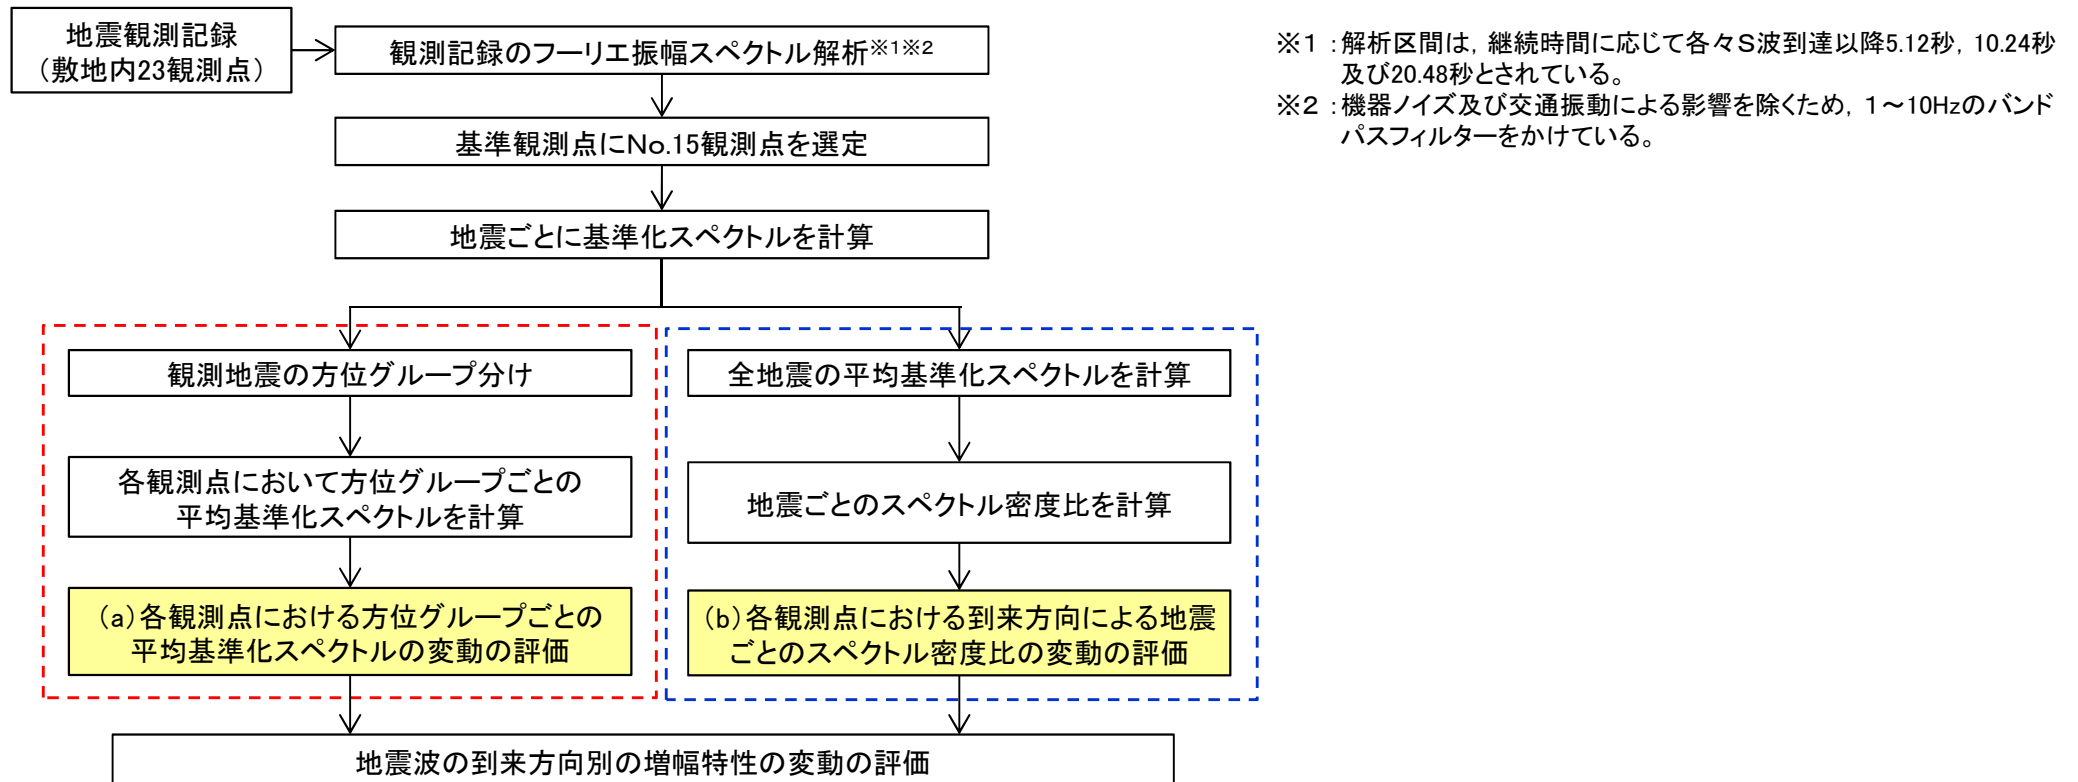 地震観測記録
（敷地内23観測点）
観測記録のフーリエ振幅スペクトル解析※1※2
基準観測点にNo.15観測点を選定
地震ごとに基準化スペクトルを計算
観測地震の方位グループ分け
各観測点において方位グループごとの
平均基準化スペクトルを計算
（a）各観測点における方位グループごとの
平均基準化スペクトルの変動の評価
全地震の平均基準化スペクトルを計算
地震ごとのスペクトル密度比を計算
（b）各観測点における到来方向による地震
ごとのスペクトル密度比の変動の評価
地震波の到来方向別の増幅特性の変動の評価
※1：解析区間は，継続時間に応じて各々S波到達以降5.12秒，10.24秒
及び20.48秒とされている。
※2：機器ノイズ及び交通振動による影響を除くため，1～10Hzのバンド
パスフィルターをかけている。